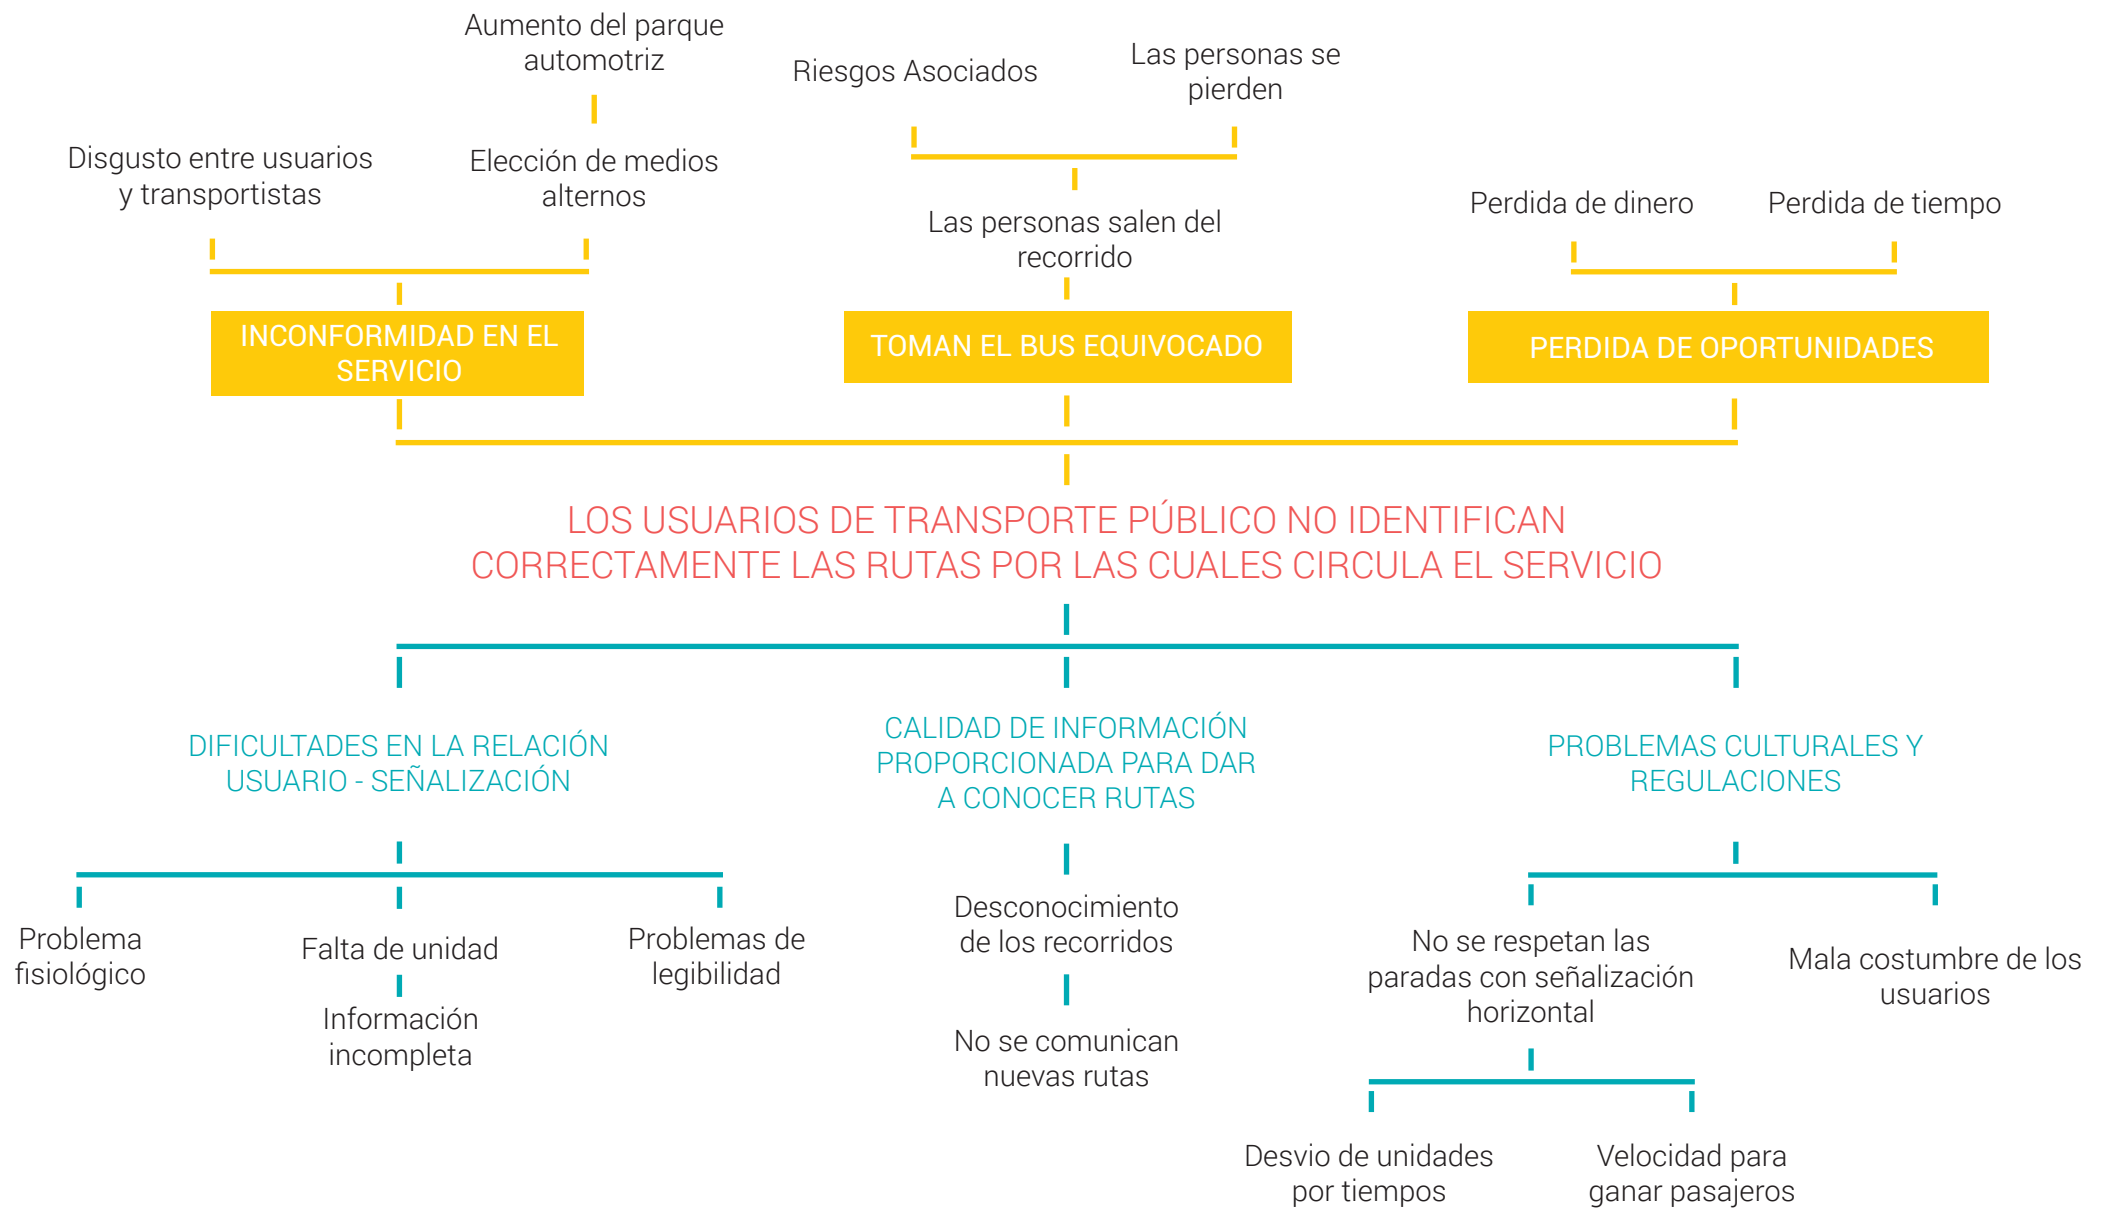 Aumento del parque
automotriz
Riesgos Asociados
Las personas se
pierden
Disgusto entre usuarios
y transportistas
Elección de medios
alternos
Las personas salen del
recorrido
Perdida de dinero
Perdida de tiempo
INCONFORMIDAD EN EL
SERVICIO
TOMAN EL BUS EQUIVOCADO
PERDIDA DE OPORTUNIDADES
LOS USUARIOS DE TRANSPORTE PÚBLICO NO IDENTIFICAN
CORRECTAMENTE LAS RUTAS POR LAS CUALES CIRCULA EL SERVICIO
DIFICULTADES EN LA RELACIÓN
USUARIO - SEÑALIZACIÓN
CALIDAD DE INFORMACIÓN
PROPORCIONADA PARA DAR
A CONOCER RUTAS
PROBLEMAS CULTURALES Y
REGULACIONES
Problema
fisiológico
Falta de unidad
Información
incompleta
Problemas de
legibilidad
Desconocimiento
de los recorridos
No se comunican
nuevas rutas
No se respetan las
paradas con señalización
horizontal
Mala costumbre de los
usuarios
Desvio de unidades
por tiempos
Velocidad para
ganar pasajeros